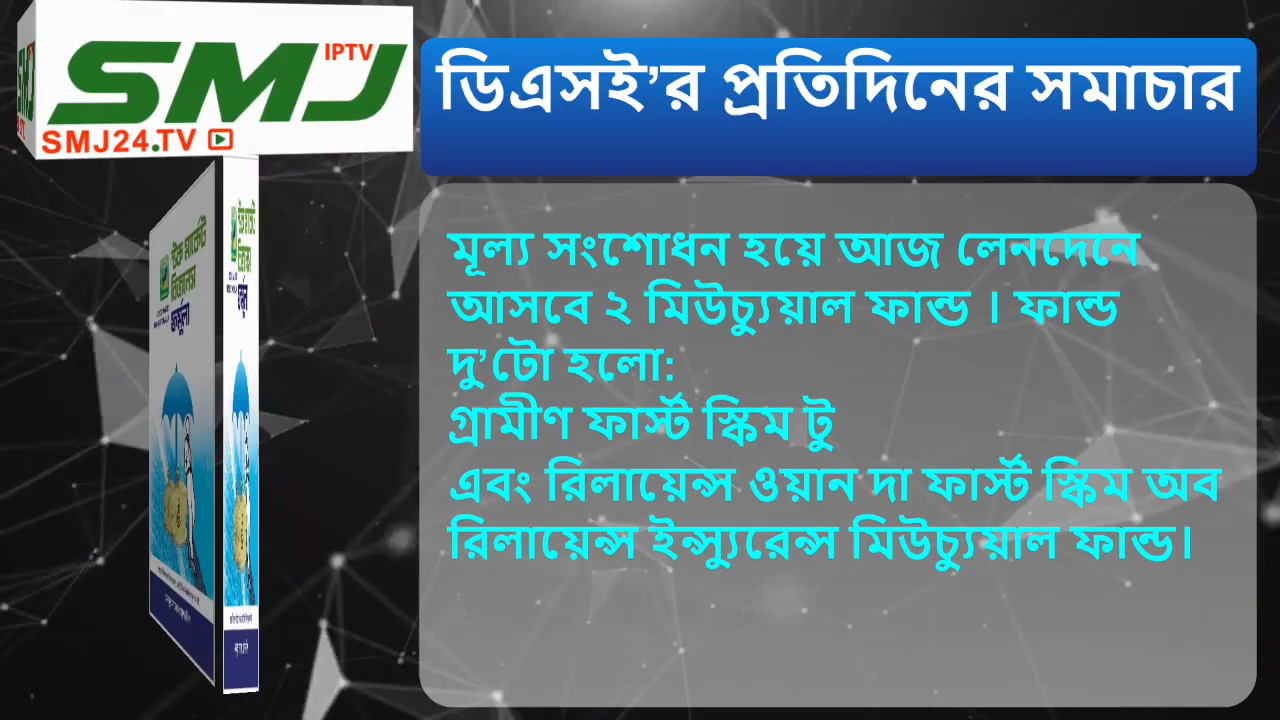 SMJ IPTV
SMJ24.TV
ডিএসই’র প্রতিদিনের সমাচার
মূল্য সংশোধন হয়ে আজ লেনদেনে
আসবে ২ মিউচ্যুয়াল ফান্ড । ফান্ড
দু’টো হলো:
গ্রামীণ ফার্স্ট স্কিম টু
এবং রিলায়েন্স ওয়ান দা ফার্স্ট স্কিম অব
রিলায়েন্স ইন্স্যুরেন্স মিউচ্যুয়াল ফান্ড।